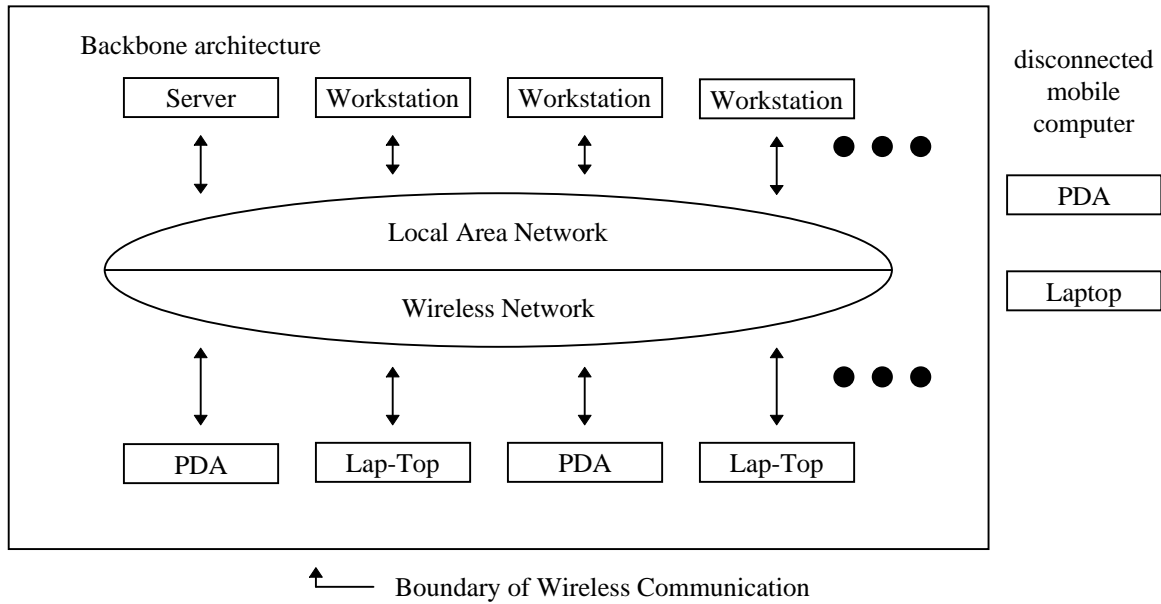 Backbone architecture
Server
Workstation
Workstation
Workstation
disconnected
mobile
computer
PDA
Laptop
Local Area Network
Wireless Network
PDA
Lap-Top
PDA
Lap-Top
Boundary of Wireless Communication